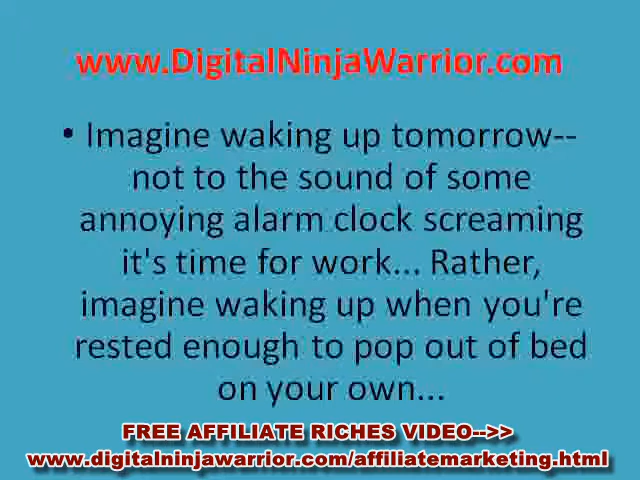 www.DigitalNinjaWarrior.com
• Imagine waking up tomorrow--
not to the sound of some
annoying alarm clock screaming
it's time for work... Rather,
imagine waking up when you're
rested enough to pop out of bed
on your own...
FREE AFFILIATE RICHES VIDEO-->>
www.digitalninjawarrior.com/affiliatemarketing.html